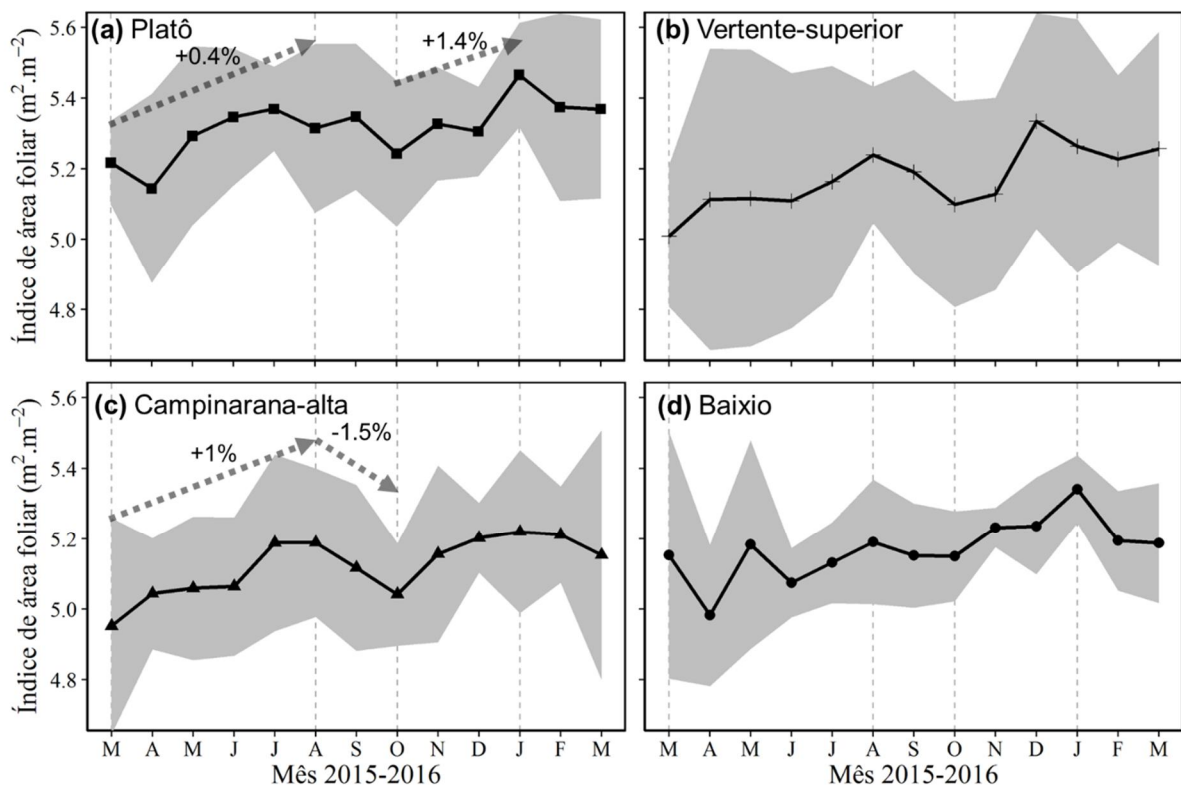 (a) Platô
+0.4%
+1.4%
(b) Vertente-superior
Índice de área foliar (m².m⁻²)
5.6
5.4
5.2
5.0
4.8
(c) Campinarana-alta
+1%
-1.5%
(d) Baixio
Índice de área foliar (m².m⁻²)
5.6
5.4
5.2
5.0
4.8
M A M J J A S O N D J F M
Mês 2015-2016
M A M J J A S O N D J F M
Mês 2015-2016